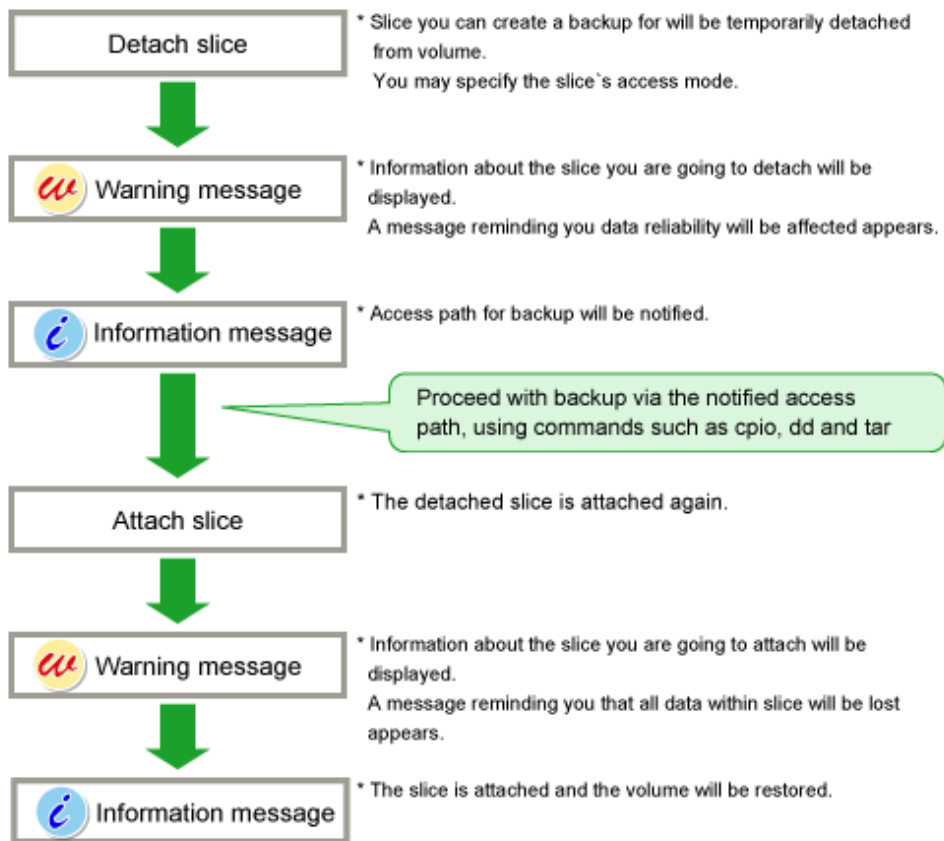 Detach slice
* Slice you can create a backup for will be temporarily detached
from volume.
You may specify the slice`s access mode.
w Warning message
* Information about the slice you are going to detach will be
displayed.
A message reminding you data reliability will be affected appears.
i Information message
* Access path for backup will be notified.
Proceed with backup via the notified access
path, using commands such as cpio, dd and tar
Attach slice
* The detached slice is attached again.
w Warning message
* Information about the slice you are going to attach will be
displayed.
A message reminding you that all data within slice will be lost
appears.
i Information message
* The slice is attached and the volume will be restored.